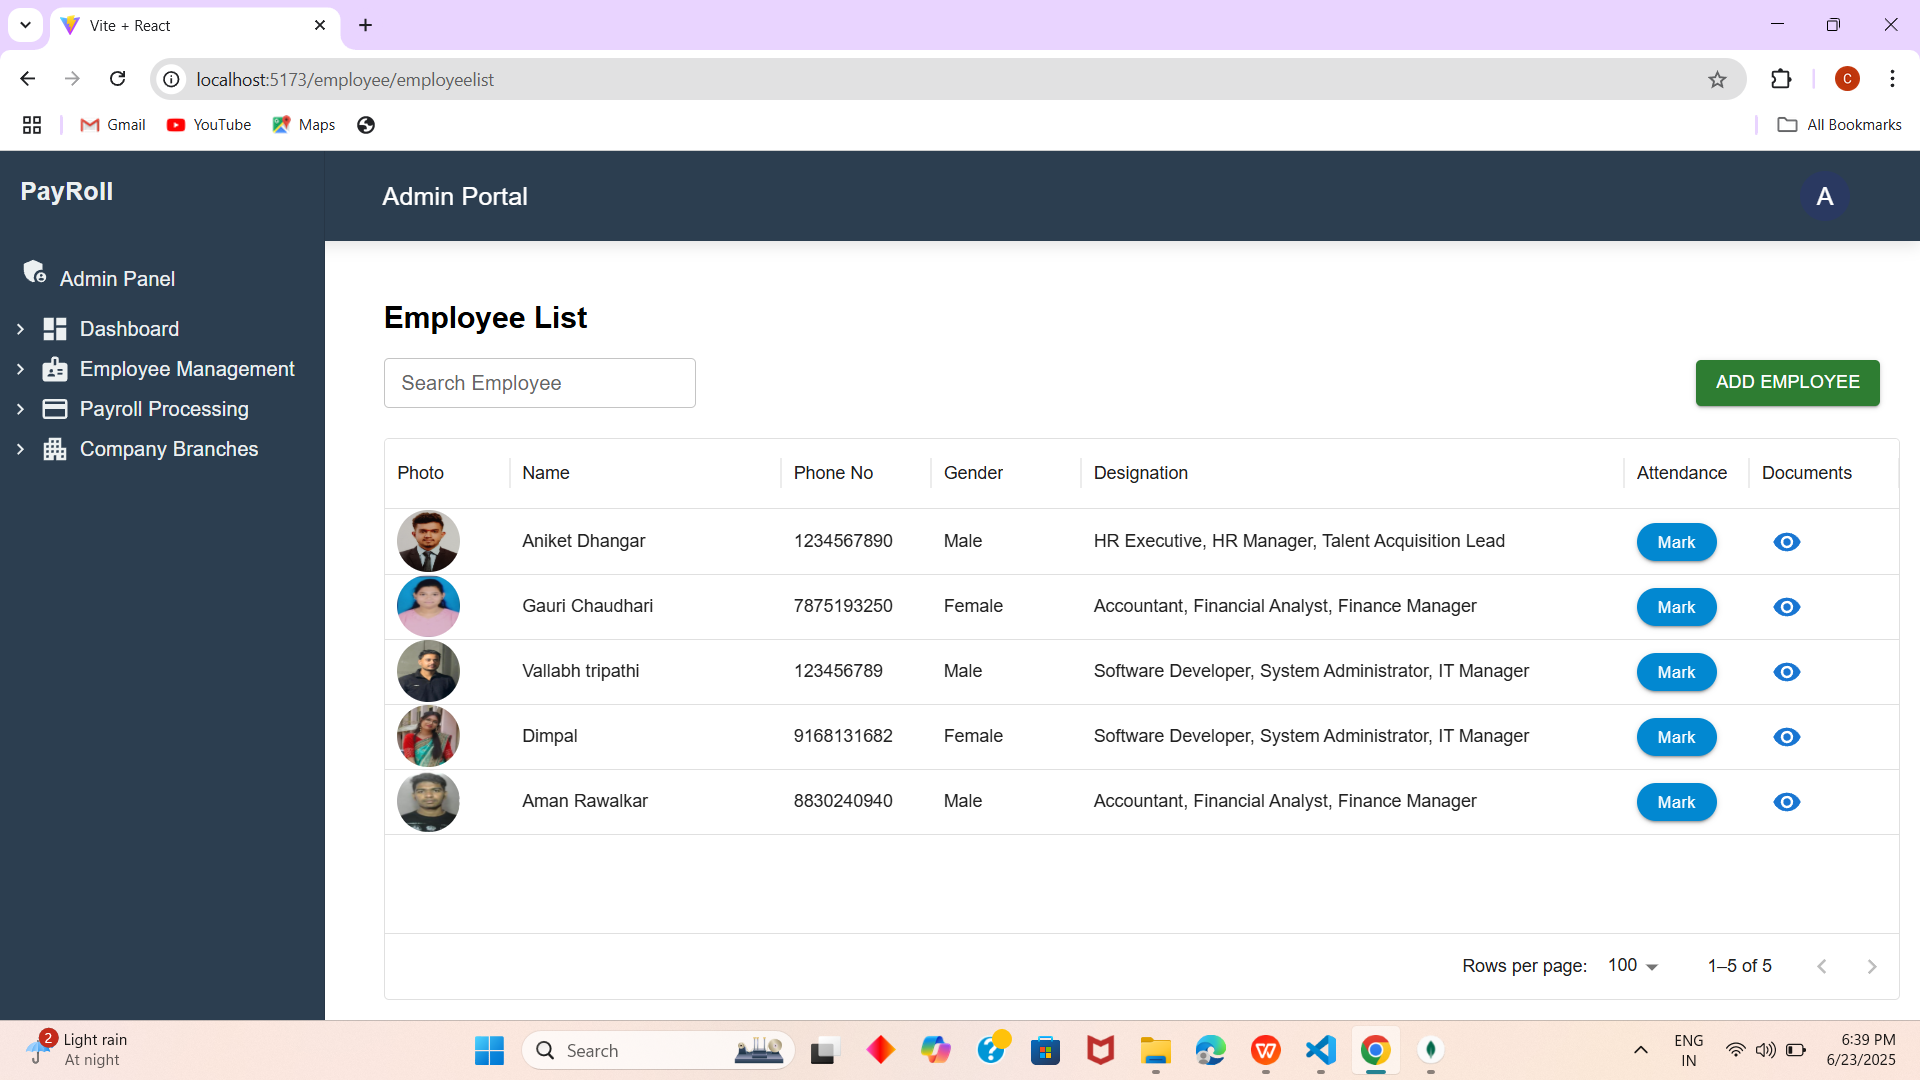 Vite + React
localhost:5173/employee/employeelist
C
Gmail YouTube Maps All Bookmarks
PayRoll
Admin Portal A
Admin Panel
Dashboard
Employee Management
Payroll Processing
Company Branches
Employee List
Search Employee ADD EMPLOYEE
Photo Name Phone No Gender Designation Attendance Documents
Aniket Dhangar 1234567890 Male HR Executive, HR Manager, Talent Acquisition Lead Mark
Gauri Chaudhari 7875193250 Female Accountant, Financial Analyst, Finance Manager Mark
Vallabh tripathi 123456789 Male Software Developer, System Administrator, IT Manager Mark
Dimpal 9168131682 Female Software Developer, System Administrator, IT Manager Mark
Aman Rawalkar 8830240940 Male Accountant, Financial Analyst, Finance Manager Mark
Rows per page: 100 1–5 of 5
2 Light rain
At night
Search
ENG
IN
6:39 PM
6/23/2025